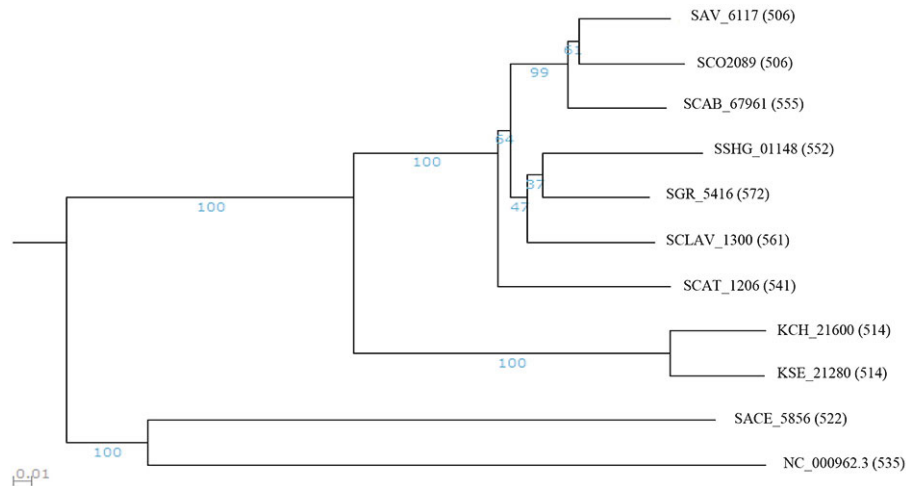 SAV_6117 (506)
61
SCO2089 (506)
99
SCAB_67961 (555)
64
SSHG_01148 (552)
100
37
SGR_5416 (572)
100
47
SCLAV_1300 (561)
SCAT_1206 (541)
KCH_21600 (514)
100
KSE_21280 (514)
SACE_5856 (522)
100
NC_000962.3 (535)
0.01